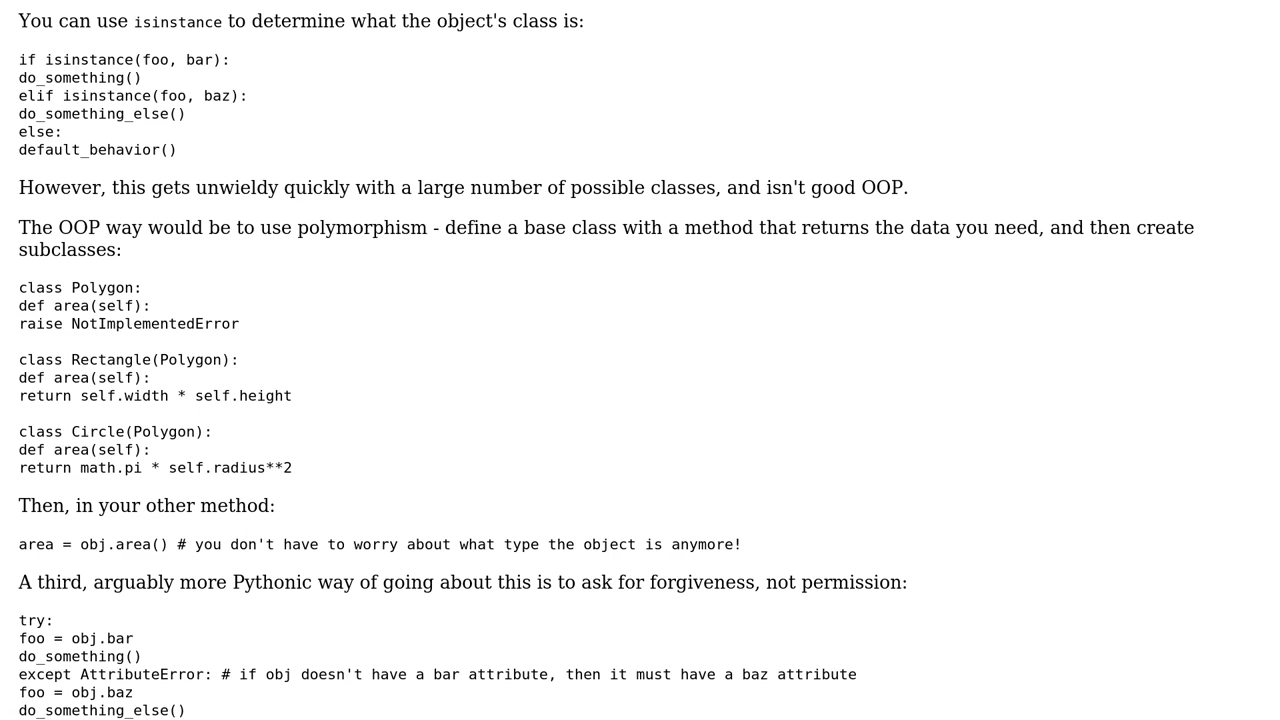 You can use isinstance to determine what the object's class is:
if isinstance(foo, bar):
do_something()
elif isinstance(foo, baz):
do_something_else()
else:
default_behavior()
However, this gets unwieldy quickly with a large number of possible classes, and isn't good OOP.
The OOP way would be to use polymorphism - define a base class with a method that returns the data you need, and then create
subclasses:
class Polygon:
def area(self):
raise NotImplementedError
class Rectangle(Polygon):
def area(self):
return self.width * self.height
class Circle(Polygon):
def area(self):
return math.pi * self.radius**2
Then, in your other method:
area = obj.area() # you don't have to worry about what type the object is anymore!
A third, arguably more Pythonic way of going about this is to ask for forgiveness, not permission:
try:
foo = obj.bar
do_something()
except AttributeError: # if obj doesn't have a bar attribute, then it must have a baz attribute
foo = obj.baz
do_something_else()